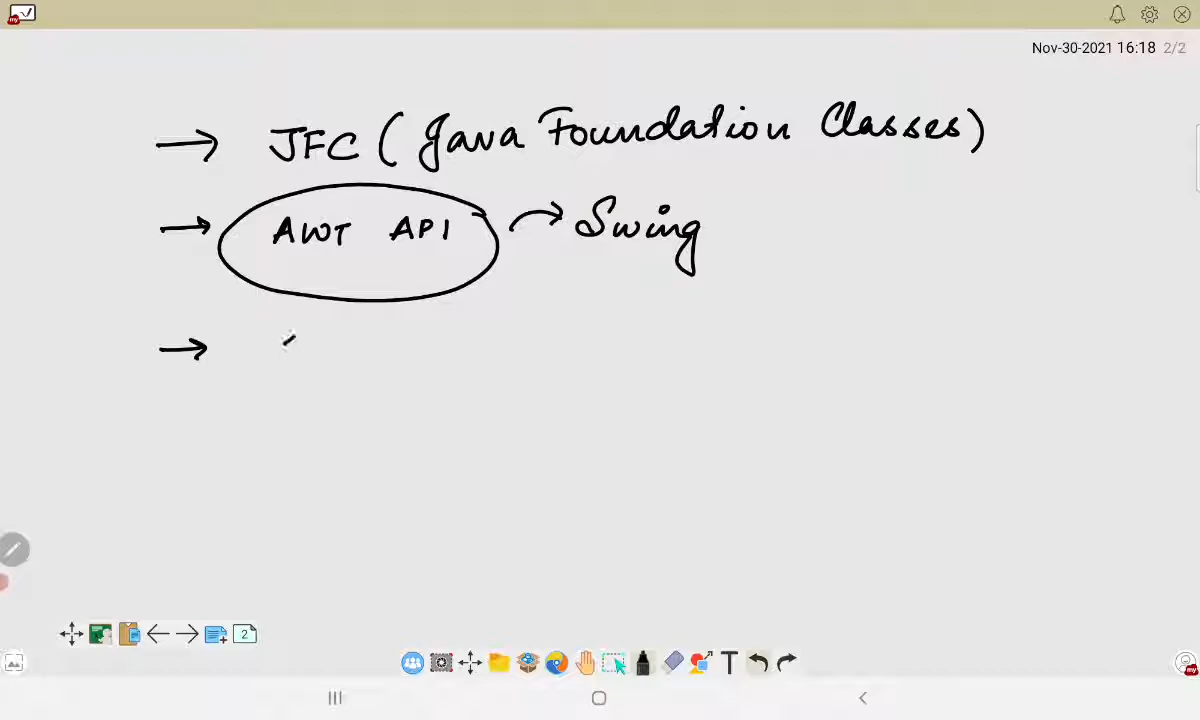 Nov-30-2021 16:18 2/2
→ JFC (Java Foundation Classes)
→ AWT API → Swing
→
2
T